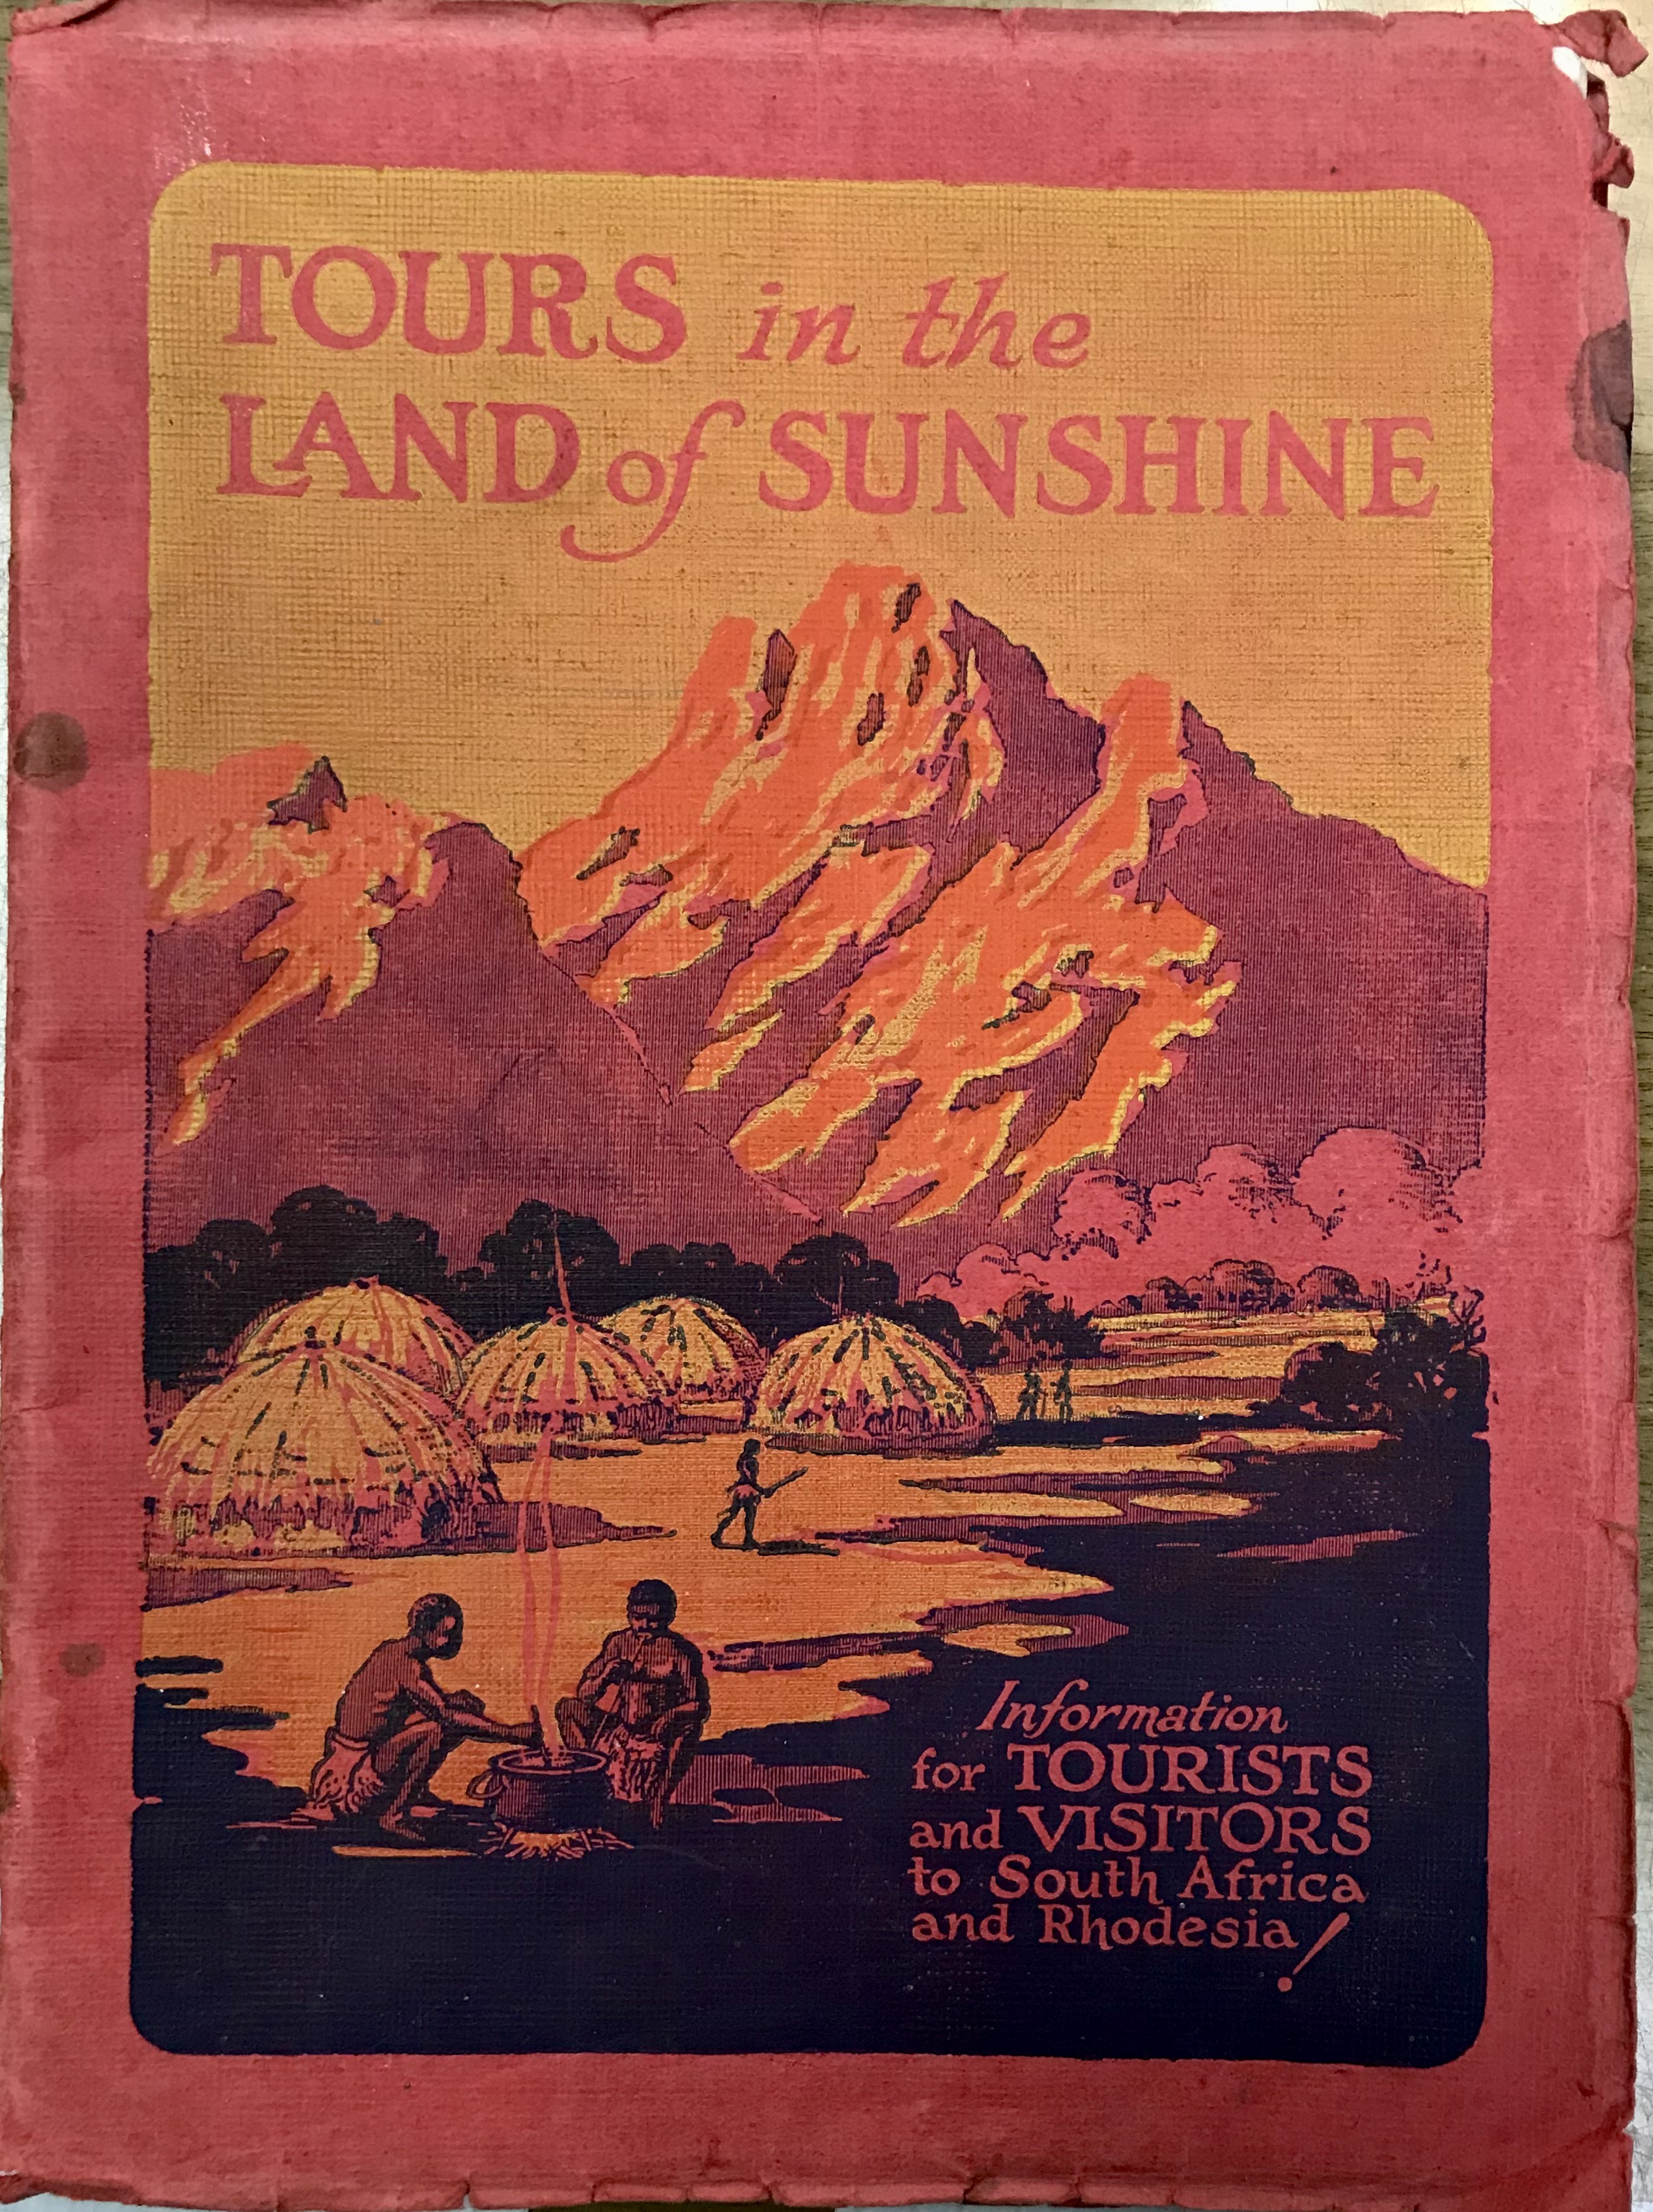 TOURS in the
LAND of SUNSHINE
Information
for TOURISTS
and VISITORS
to South Africa
and Rhodesia!